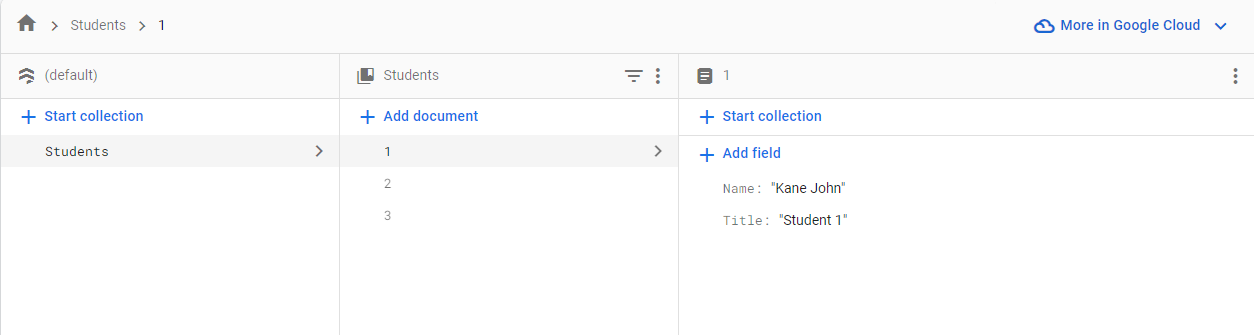 Students 1 More in Google Cloud
(default) Students 1
Start collection Add document Start collection
Students 1 Add field
2 Name: "Kane John"
3 Title: "Student 1"